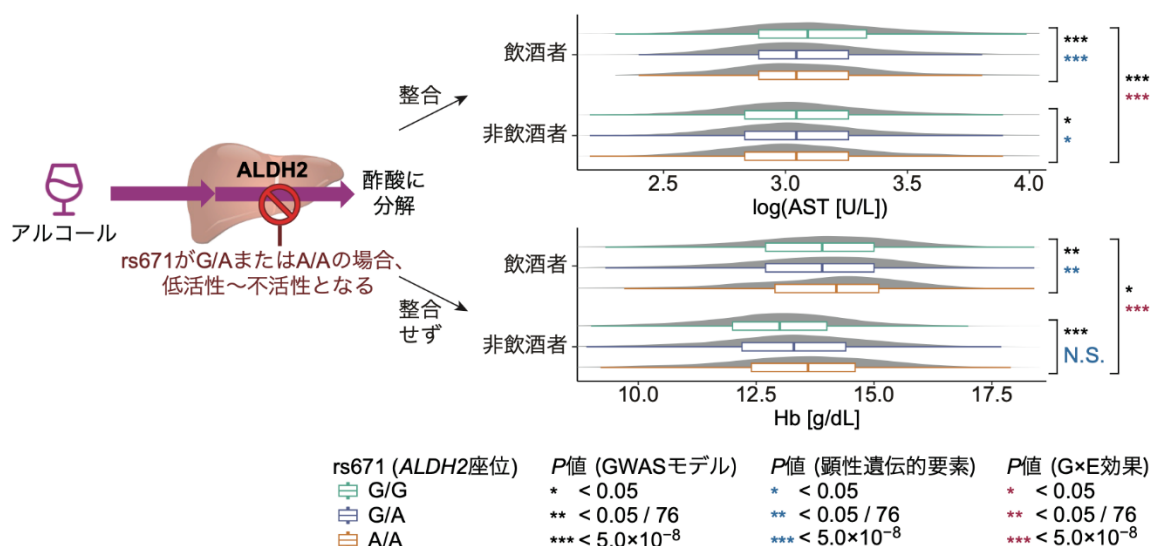 飲酒者
***
***
整合
***
***
非飲酒者
*
*
ALDH2
アルコール
酢酸に
分解
2.5 3.0 3.5 4.0
log(AST [U/L])
rs671がG/AまたはA/Aの場合、
低活性～不活性となる
飲酒者
**
**
整合
せず
*
***
非飲酒者
***
N.S.
10.0 12.5 15.0 17.5
Hb [g/dL]
rs671 (ALDH2座位) P値 (GWASモデル) P値 (顕性遺伝的要素) P値 (G×E効果)
G/G * < 0.05 * < 0.05 * < 0.05
G/A ** < 0.05 / 76 ** < 0.05 / 76 ** < 0.05 / 76
A/A *** < 5.0×10⁻⁸ *** < 5.0×10⁻⁸ *** < 5.0×10⁻⁸